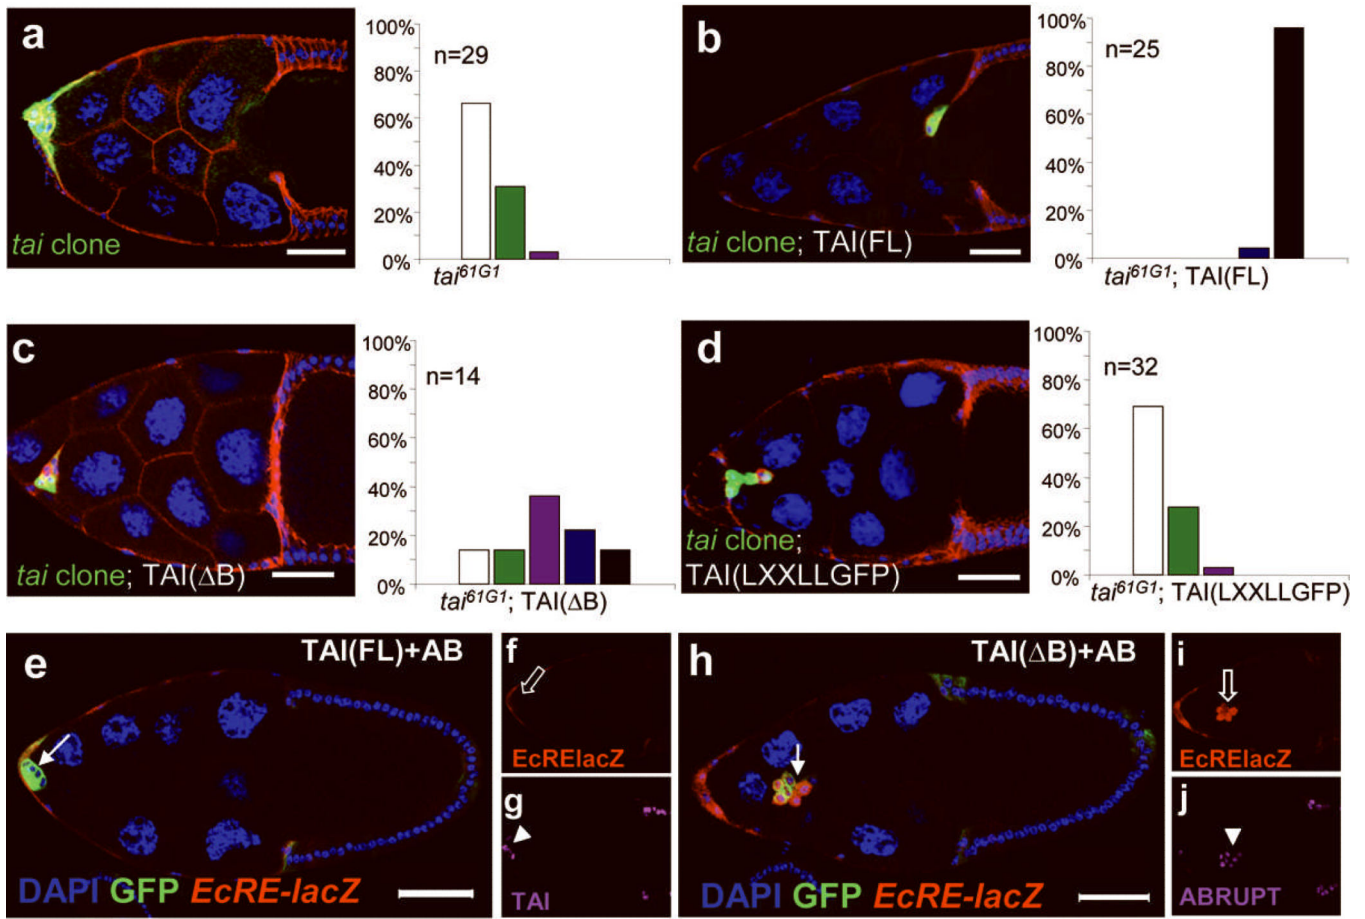 a
tai clone
100%
80%
60%
40%
20%
0%
n=29
tai61G1
b
tai clone; TAI(FL)
100%
80%
60%
40%
20%
0%
n=25
tai61G1; TAI(FL)
c
tai clone; TAI(ΔB)
100%
80%
60%
40%
20%
0%
n=14
tai61G1; TAI(ΔB)
d
tai clone;
TAI(LXXLLGFP)
100%
80%
60%
40%
20%
0%
n=32
tai61G1; TAI(LXXLLGFP)
e
TAI(FL)+AB
DAPI GFP EcRE-lacZ
f
EcRElacZ
g
TAI
h
TAI(ΔB)+AB
DAPI GFP EcRE-lacZ
i
EcRElacZ
j
ABRUPT